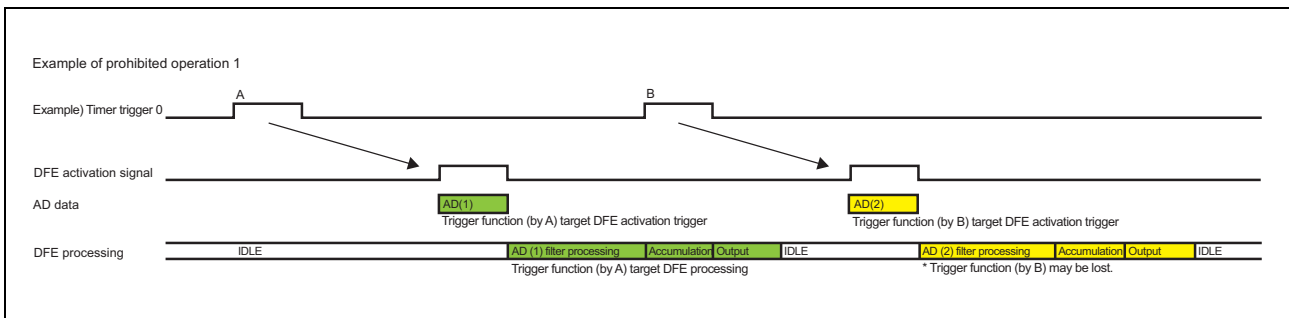 Example of prohibited operation 1
A
B
Example) Timer trigger 0
DFE activation signal
AD data
AD(1)
AD(2)
Trigger function (by A) target DFE activation trigger
Trigger function (by B) target DFE activation trigger
DFE processing
IDLE
AD (1) filter processing
Accumulation
Output
IDLE
AD (2) filter processing
Accumulation
Output
IDLE
Trigger function (by A) target DFE processing
* Trigger function (by B) may be lost.